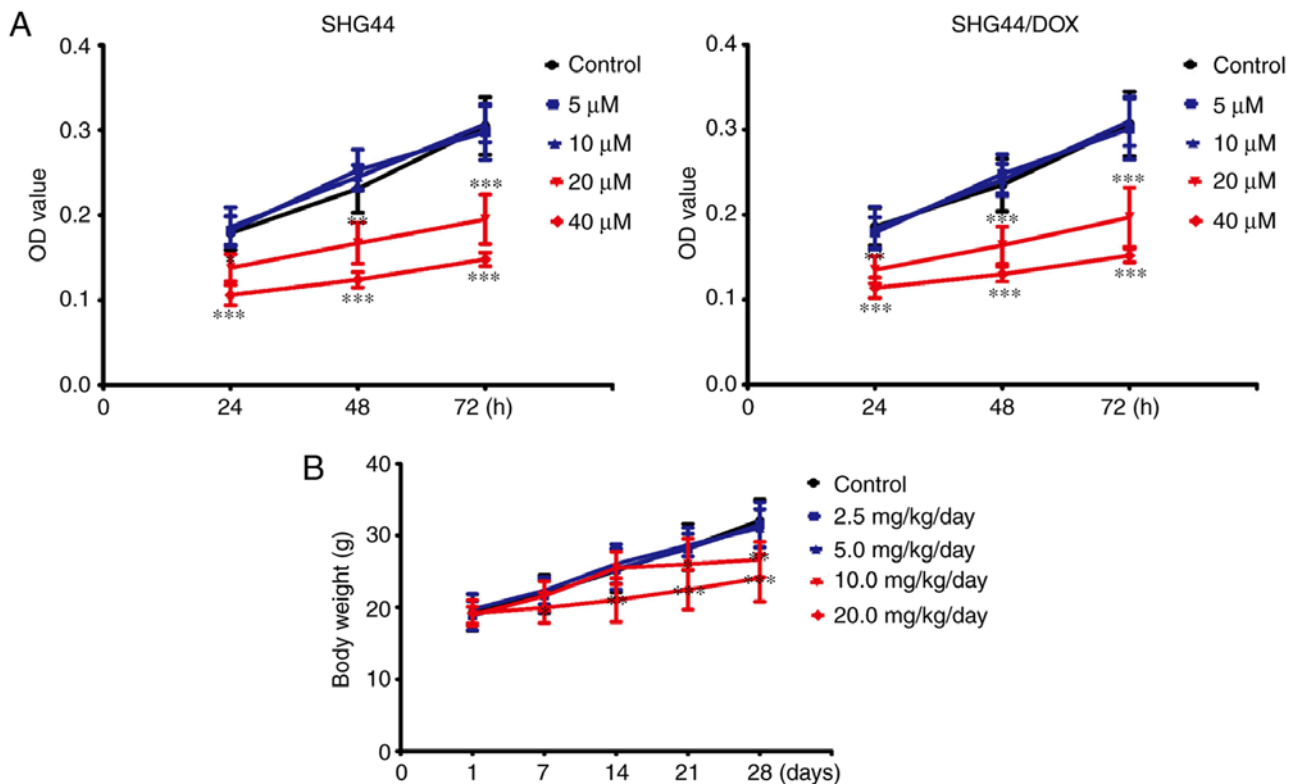 A
SHG44
0.4
0.3
0.2
0.1
0.0
OD value
0
24
48
72 (h)
Control
5 μM
10 μM
20 μM
40 μM
*
**
***
***
***
***
SHG44/DOX
0.4
0.3
0.2
0.1
0.0
OD value
0
24
48
72 (h)
Control
5 μM
10 μM
20 μM
40 μM
**
***
***
***
***
***
B
40
30
20
10
0
Body weight (g)
0
1
7
14
21
28 (days)
Control
2.5 mg/kg/day
5.0 mg/kg/day
10.0 mg/kg/day
20.0 mg/kg/day
**
**
***
***